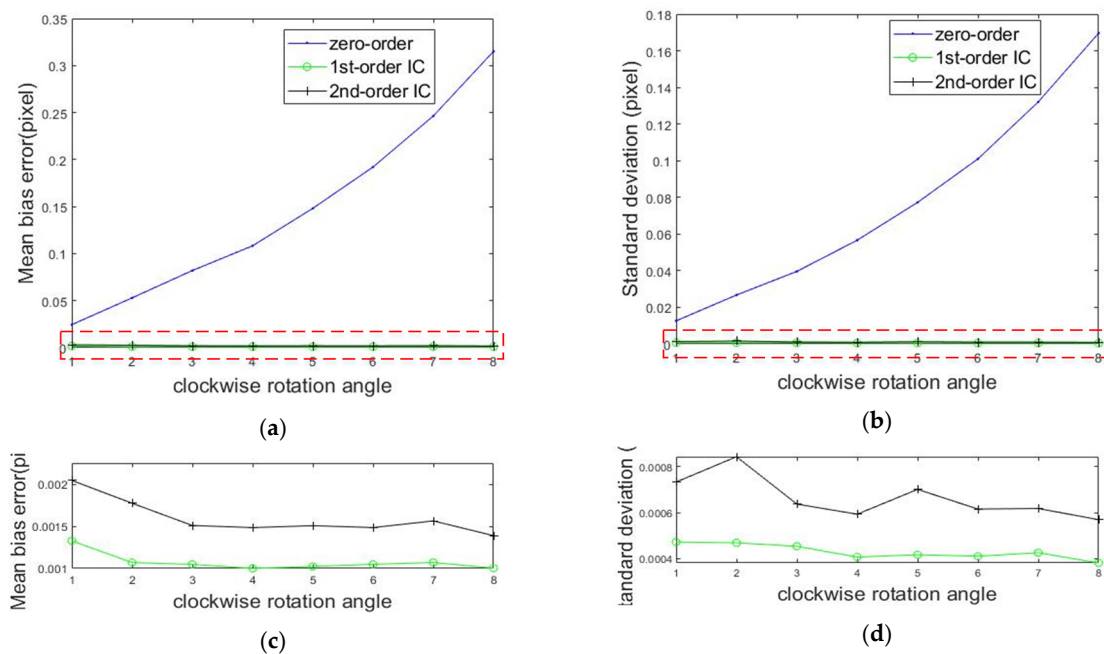 0.35
0.3
0.25
0.2
0.15
0.1
0.05
0
Mean bias error(pixel)
zero-order
1st-order IC
2nd-order IC
1 2 3 4 5 6 7 8
clockwise rotation angle
(a)
0.18
0.16
0.14
0.12
0.1
0.08
0.06
0.04
0.02
0
Standard deviation (pixel)
zero-order
1st-order IC
2nd-order IC
1 2 3 4 5 6 7 8
clockwise rotation angle
(b)
0.002
0.0015
0.001
Mean bias error(pi
1 2 3 4 5 6 7 8
clockwise rotation angle
(c)
0.0008
0.0006
0.0004
tandard deviation (
1 2 3 4 5 6 7 8
clockwise rotation angle
(d)